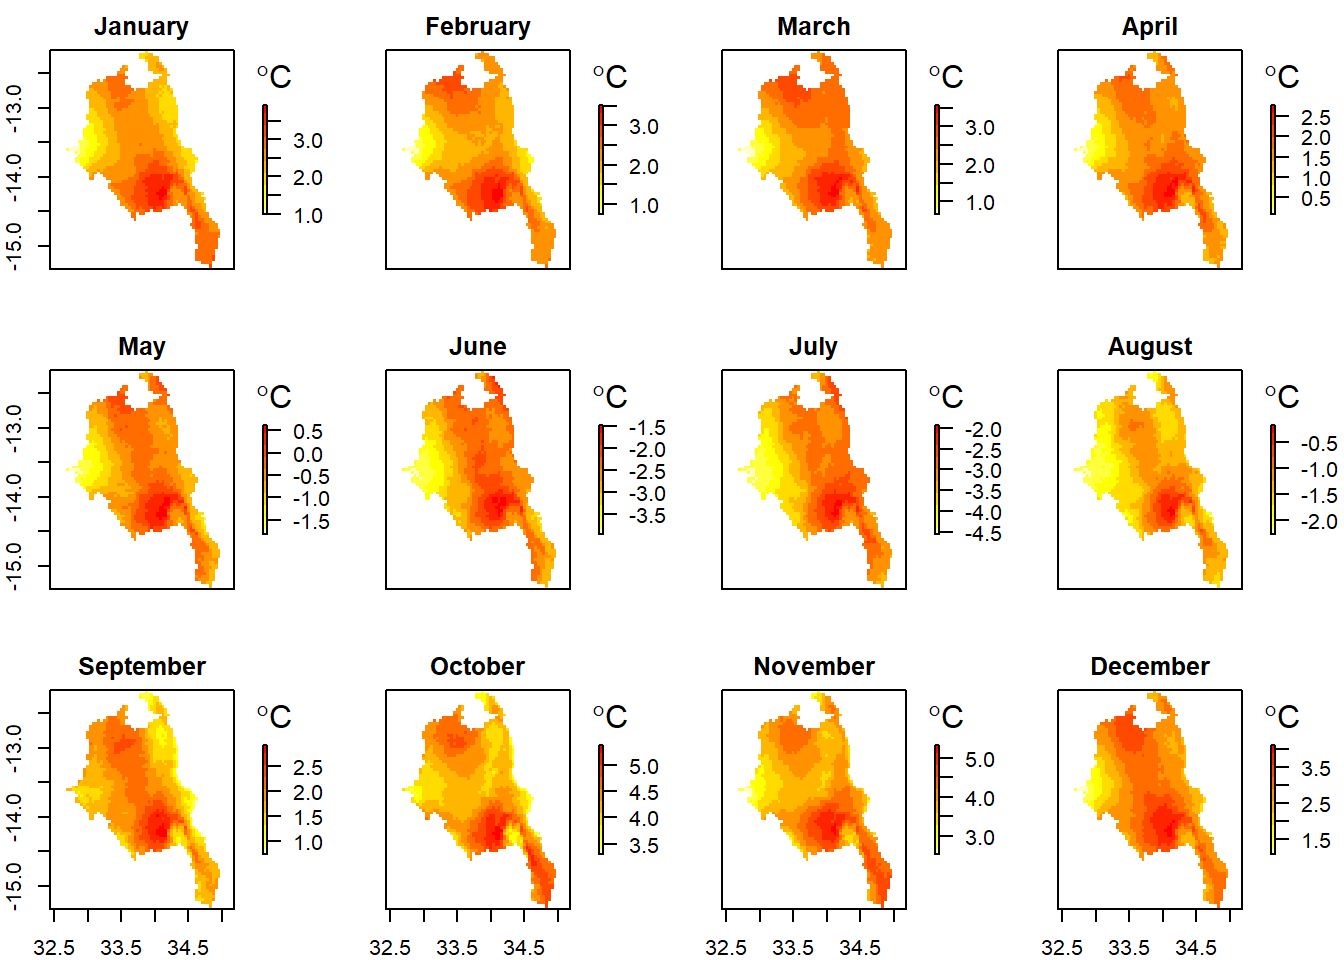 January
°C
3.0
2.0
1.0
-13.0
-14.0
-15.0
February
°C
3.0
2.0
1.0
March
°C
3.0
2.0
1.0
April
°C
2.5
2.0
1.5
1.0
0.5
May
°C
0.5
0.0
-0.5
-1.0
-1.5
-13.0
-14.0
-15.0
June
°C
-1.5
-2.0
-2.5
-3.0
-3.5
July
°C
-2.0
-2.5
-3.0
-3.5
-4.0
-4.5
August
°C
-0.5
-1.0
-1.5
-2.0
September
°C
2.5
2.0
1.5
1.0
-13.0
-14.0
-15.0
32.5 33.5 34.5
October
°C
5.0
4.5
4.0
3.5
32.5 33.5 34.5
November
°C
5.0
4.0
3.0
32.5 33.5 34.5
December
°C
3.5
2.5
1.5
32.5 33.5 34.5